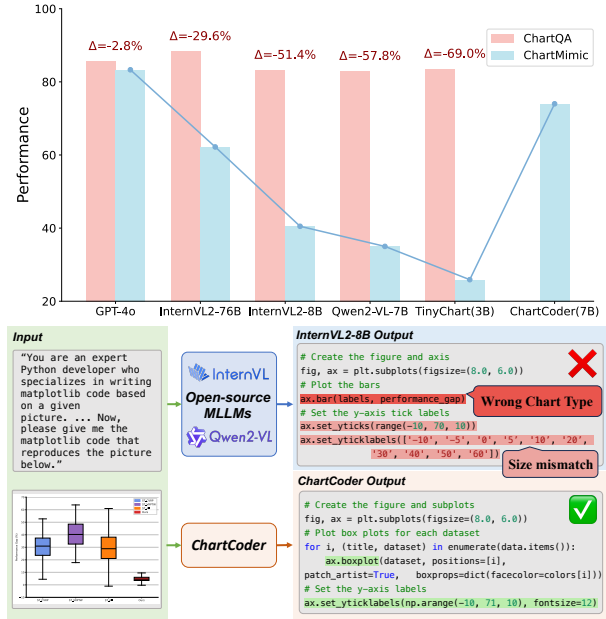 100
80
60
40
20
Performance
Δ=-2.8%
Δ=-29.6%
Δ=-51.4%
Δ=-57.8%
Δ=-69.0%
ChartQA
ChartMimic
GPT-4o
InternVL2-76B
InternVL2-8B
Qwen2-VL-7B
TinyChart(3B)
ChartCoder(7B)
Input
“You are an expert
Python developer who
specializes in writing
matplotlib code based
on a given
picture. ... Now,
please give me the
matplotlib code that
reproduces the picture
below.”
InternVL
Open-source
MLLMs
Qwen2-VL
ChartCoder
InternVL2-8B Output
# Create the figure and axis
fig, ax = plt.subplots(figsize=(8.0, 6.0))
# Plot the bars
ax.bar(labels, performance_gap)
Wrong Chart Type
# Set the y-axis tick labels
ax.set_yticks(range(-10, 70, 10))
ax.set_yticklabels(['-10', '-5', '0', '5', '10', '20',
'30', '40', '50', '60'])
Size mismatch
ChartCoder Output
# Create the figure and subplots
fig, ax = plt.subplots(figsize=(8.0, 6.0))
# Plot box plots for each dataset
for i, (title, dataset) in enumerate(data.items()):
ax.boxplot(dataset, positions=[i],
patch_artist=True, boxprops=dict(facecolor=colors[i]))
# Set the y-axis labels
ax.set_yticklabels(np.arange(-10, 71, 10), fontsize=12)